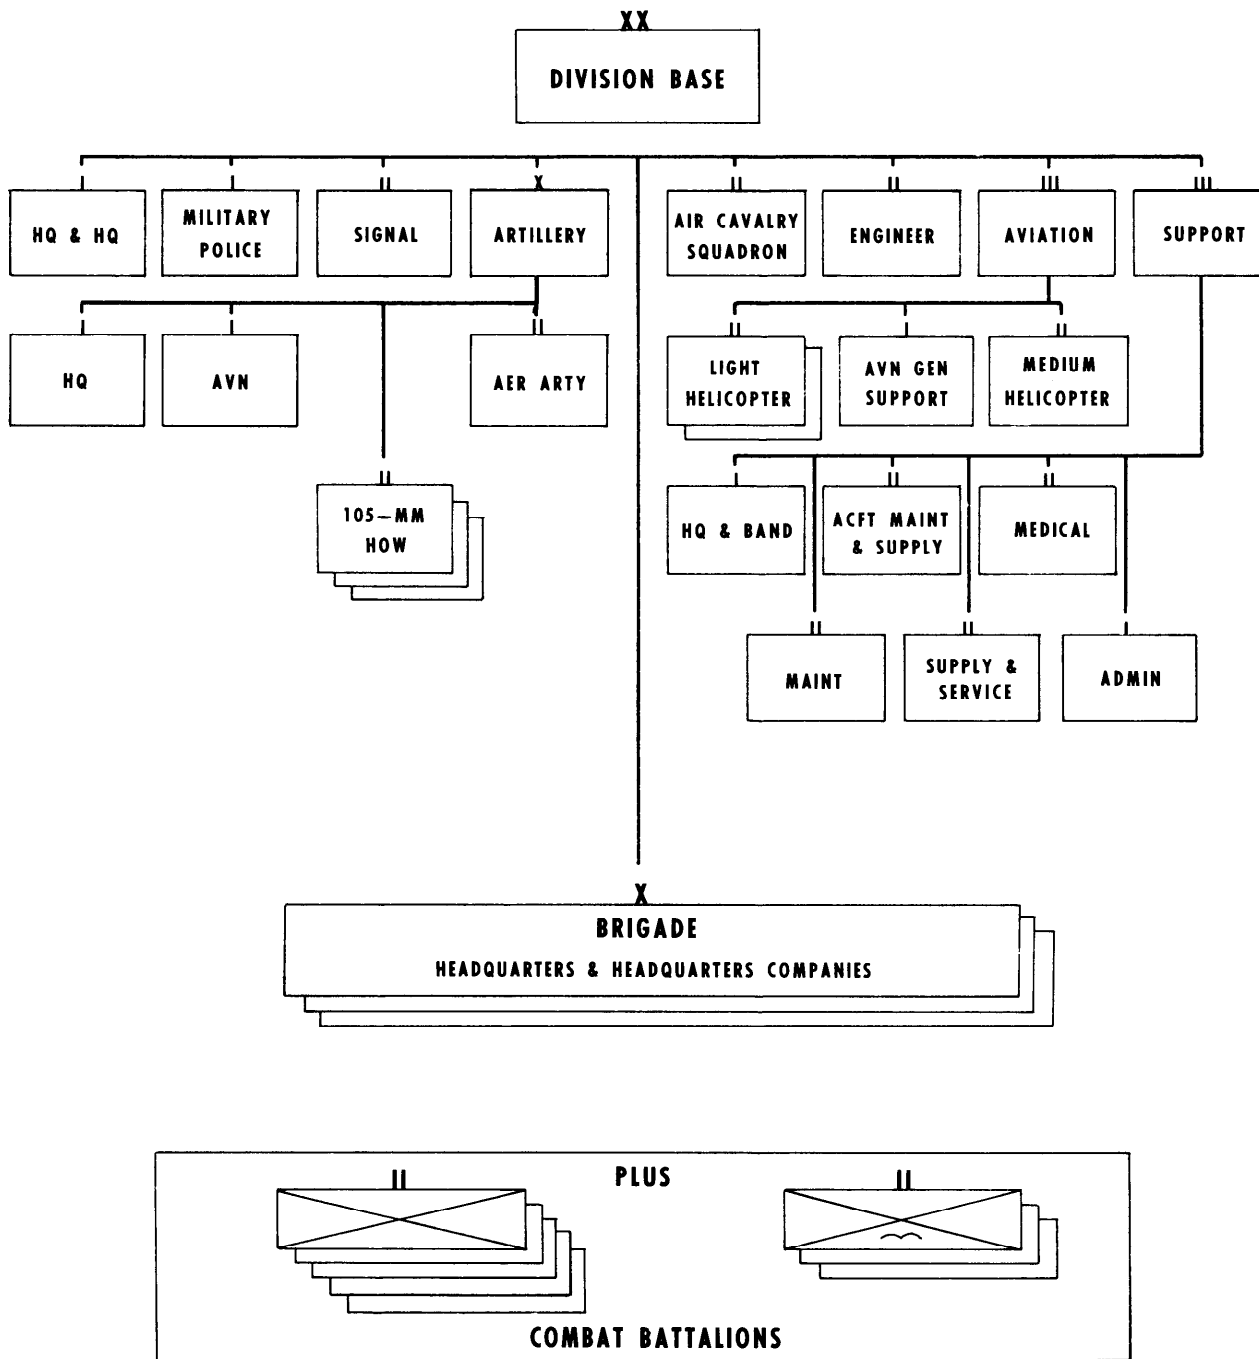 XX
DIVISION BASE
I
HQ & HQ
I
MILITARY
POLICE
II
SIGNAL
X
ARTILLERY
II
AIR CAVALRY
SQUADRON
II
ENGINEER
III
AVIATION
III
SUPPORT
I
HQ
I
AVN
II
AER ARTY
II
LIGHT
HELICOPTER
I
AVN GEN
SUPPORT
II
MEDIUM
HELICOPTER
II
105—MM
HOW
I
HQ & BAND
II
ACFT MAINT
& SUPPLY
II
MEDICAL
II
MAINT
II
SUPPLY &
SERVICE
I
ADMIN
X
BRIGADE
HEADQUARTERS & HEADQUARTERS COMPANIES
PLUS
II
II
COMBAT BATTALIONS